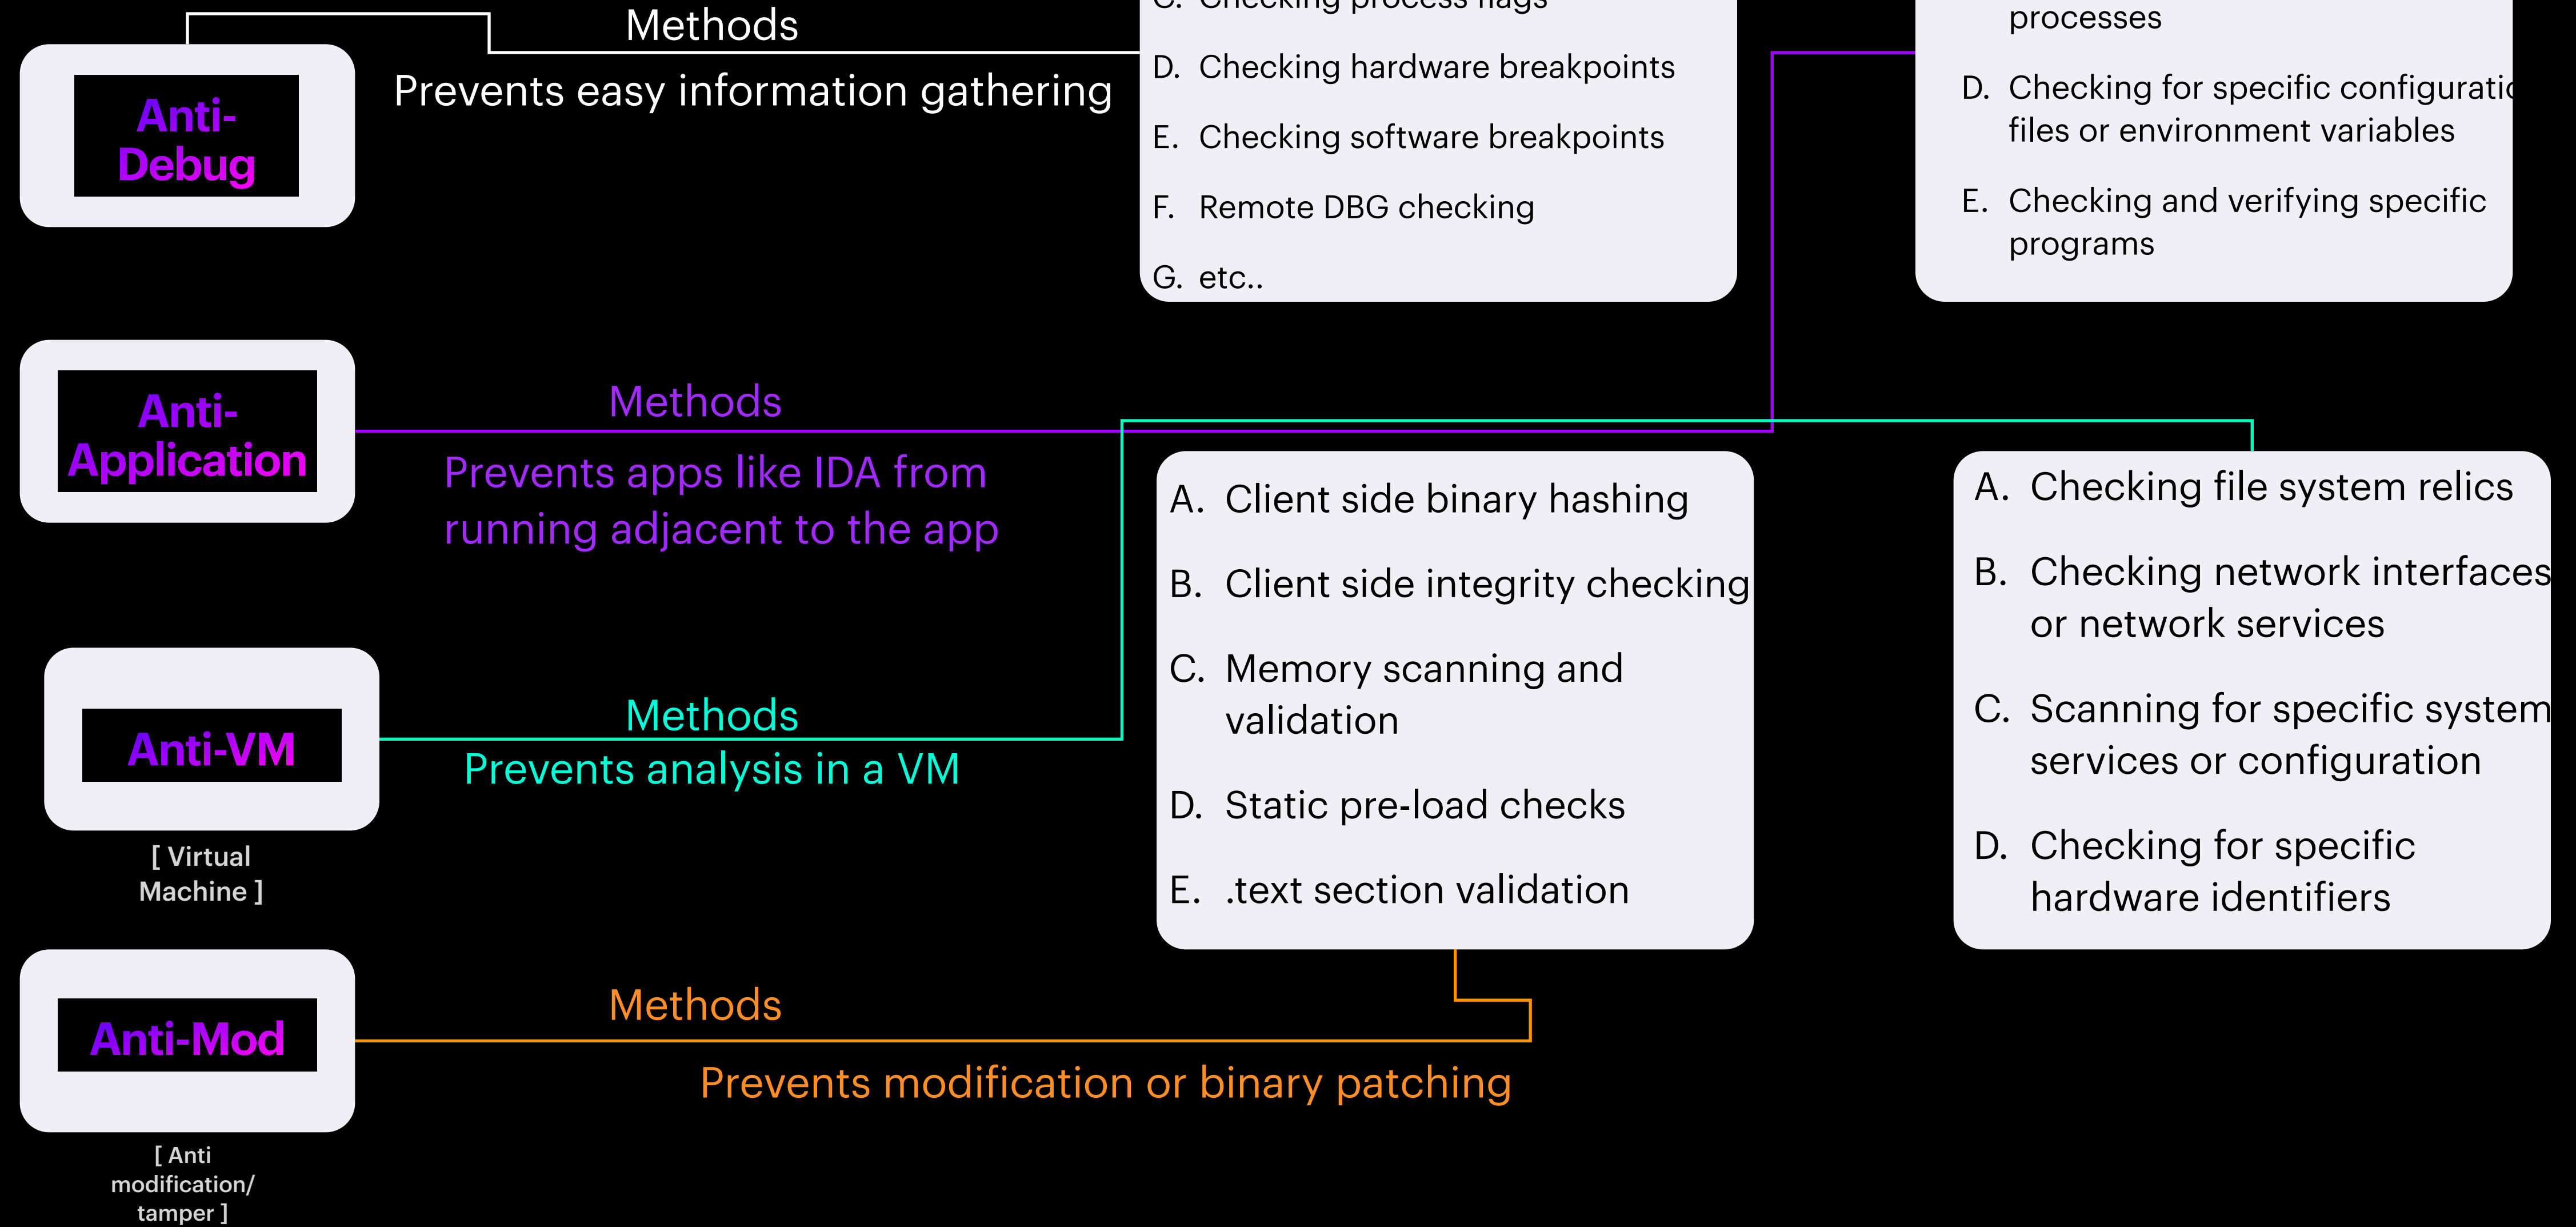 Methods
Prevents easy information gathering
Anti-
Debug
C. Checking process flags
D. Checking hardware breakpoints
E. Checking software breakpoints
F. Remote DBG checking
G. etc..
processes
D. Checking for specific
files or environment variables
E. Checking and verifying specific
programs
Anti-
Application
Methods
Prevents apps like IDA from
running adjacent to the app
Anti-VM
[ Virtual
Machine ]
Methods
Prevents analysis in a VM
A. Client side binary hashing
B. Client side integrity checking
C. Memory scanning and
validation
D. Static pre-load checks
E. .text section validation
A. Checking file system relics
B. Checking network interfaces
or network services
C. Scanning for specific system
services or configuration
D. Checking for specific
hardware identifiers
Anti-Mod
[ Anti
modification/
tamper ]
Methods
Prevents modification or binary patching